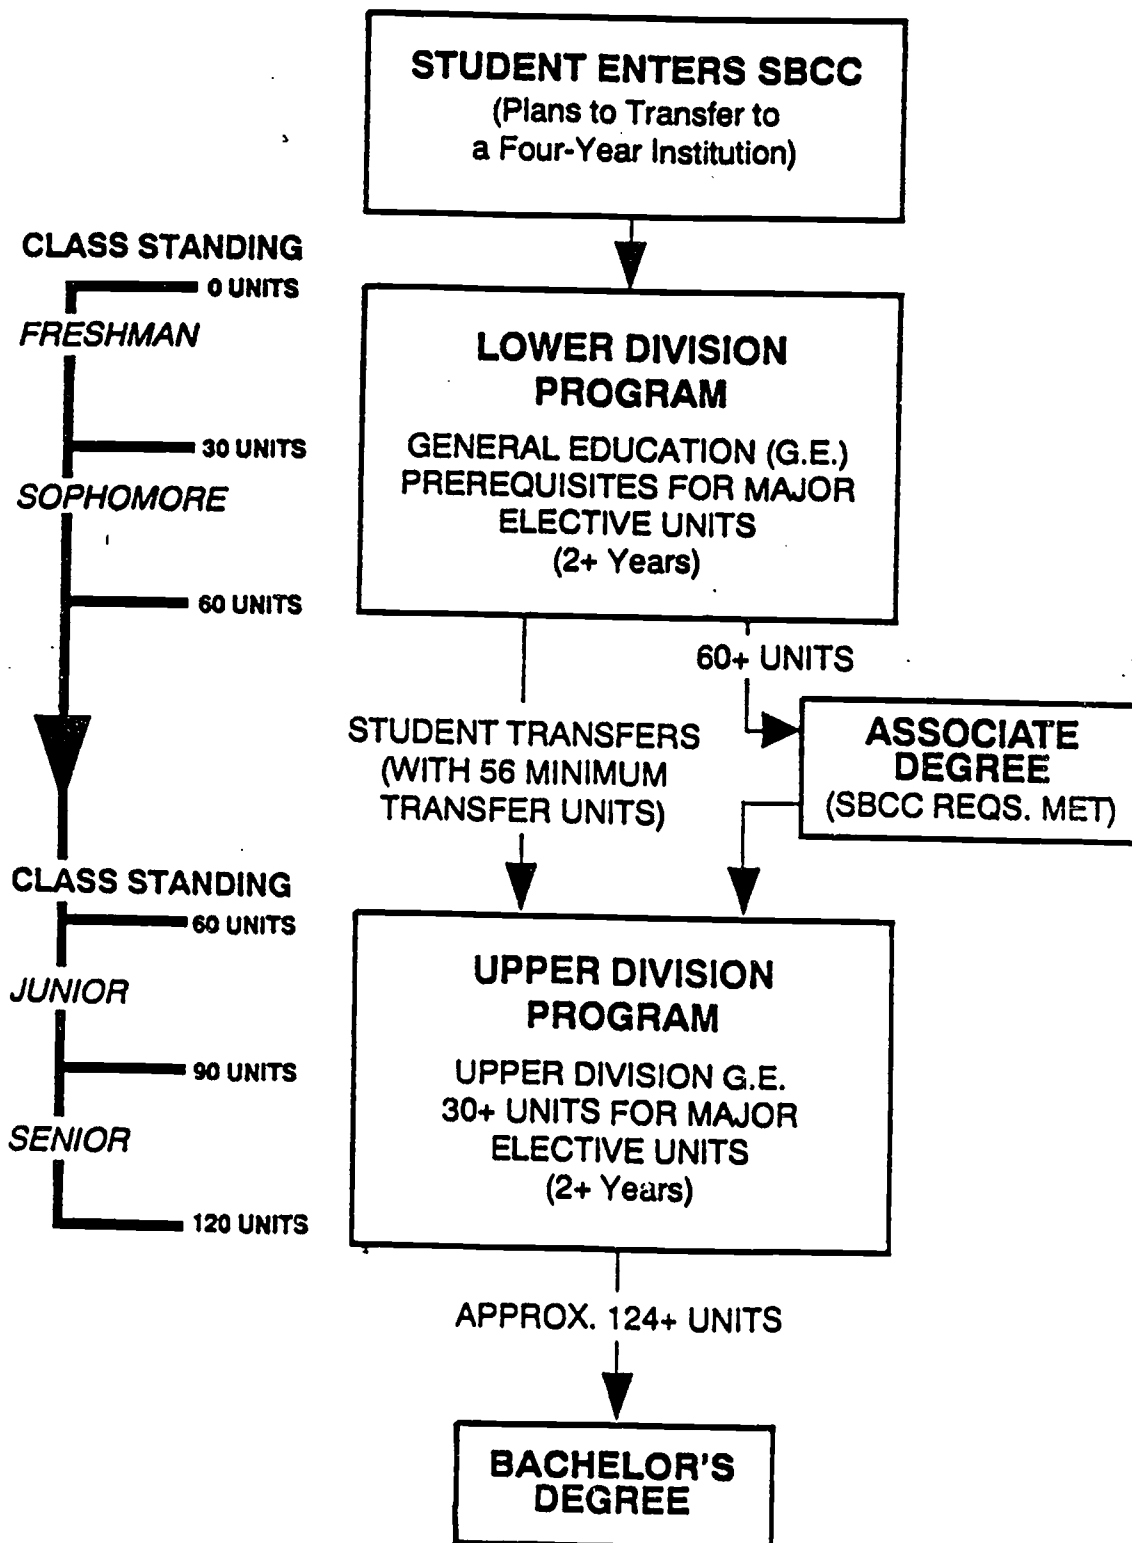 STUDENT ENTERS SBCC
(Plans to Transfer to
a Four-Year Institution)
CLASS STANDING
0 UNITS
FRESHMAN
30 UNITS
SOPHOMORE
60 UNITS
LOWER DIVISION
PROGRAM
GENERAL EDUCATION (G.E.)
PREREQUISITES FOR MAJOR
ELECTIVE UNITS
(2+ Years)
60+ UNITS
STUDENT TRANSFERS
(WITH 56 MINIMUM
TRANSFER UNITS)
ASSOCIATE
DEGREE
(SBCC REQS. MET)
CLASS STANDING
60 UNITS
JUNIOR
90 UNITS
SENIOR
120 UNITS
UPPER DIVISION
PROGRAM
UPPER DIVISION G.E.
30+ UNITS FOR MAJOR
ELECTIVE UNITS
(2+ Years)
APPROX. 124+ UNITS
BACHELOR'S
DEGREE